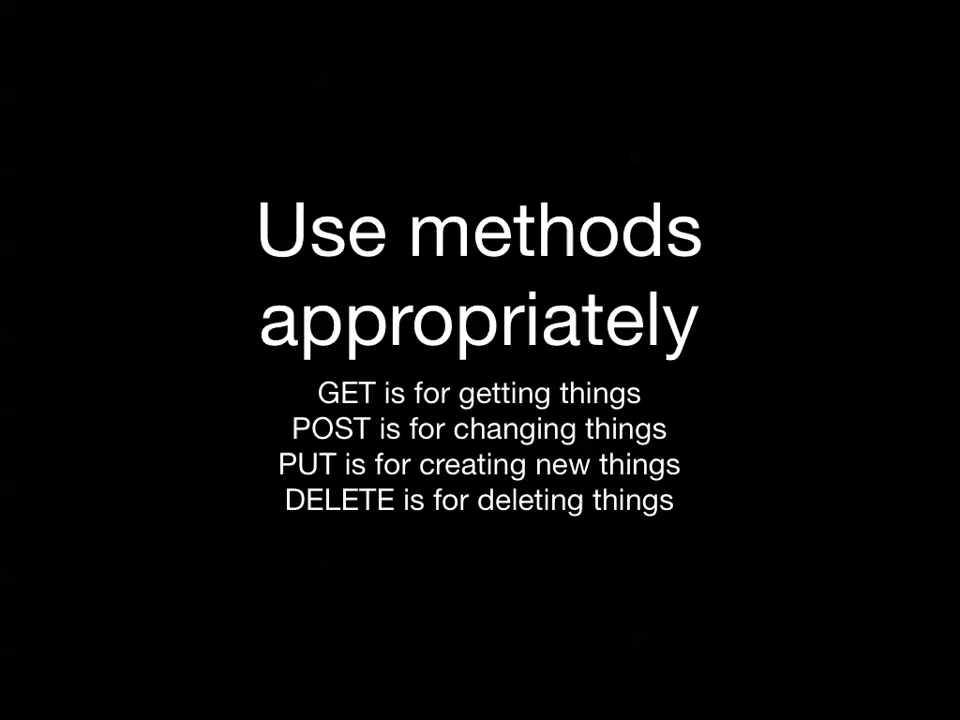 Use methods
appropriately
GET is for getting things
POST is for changing things
PUT is for creating new things
DELETE is for deleting things